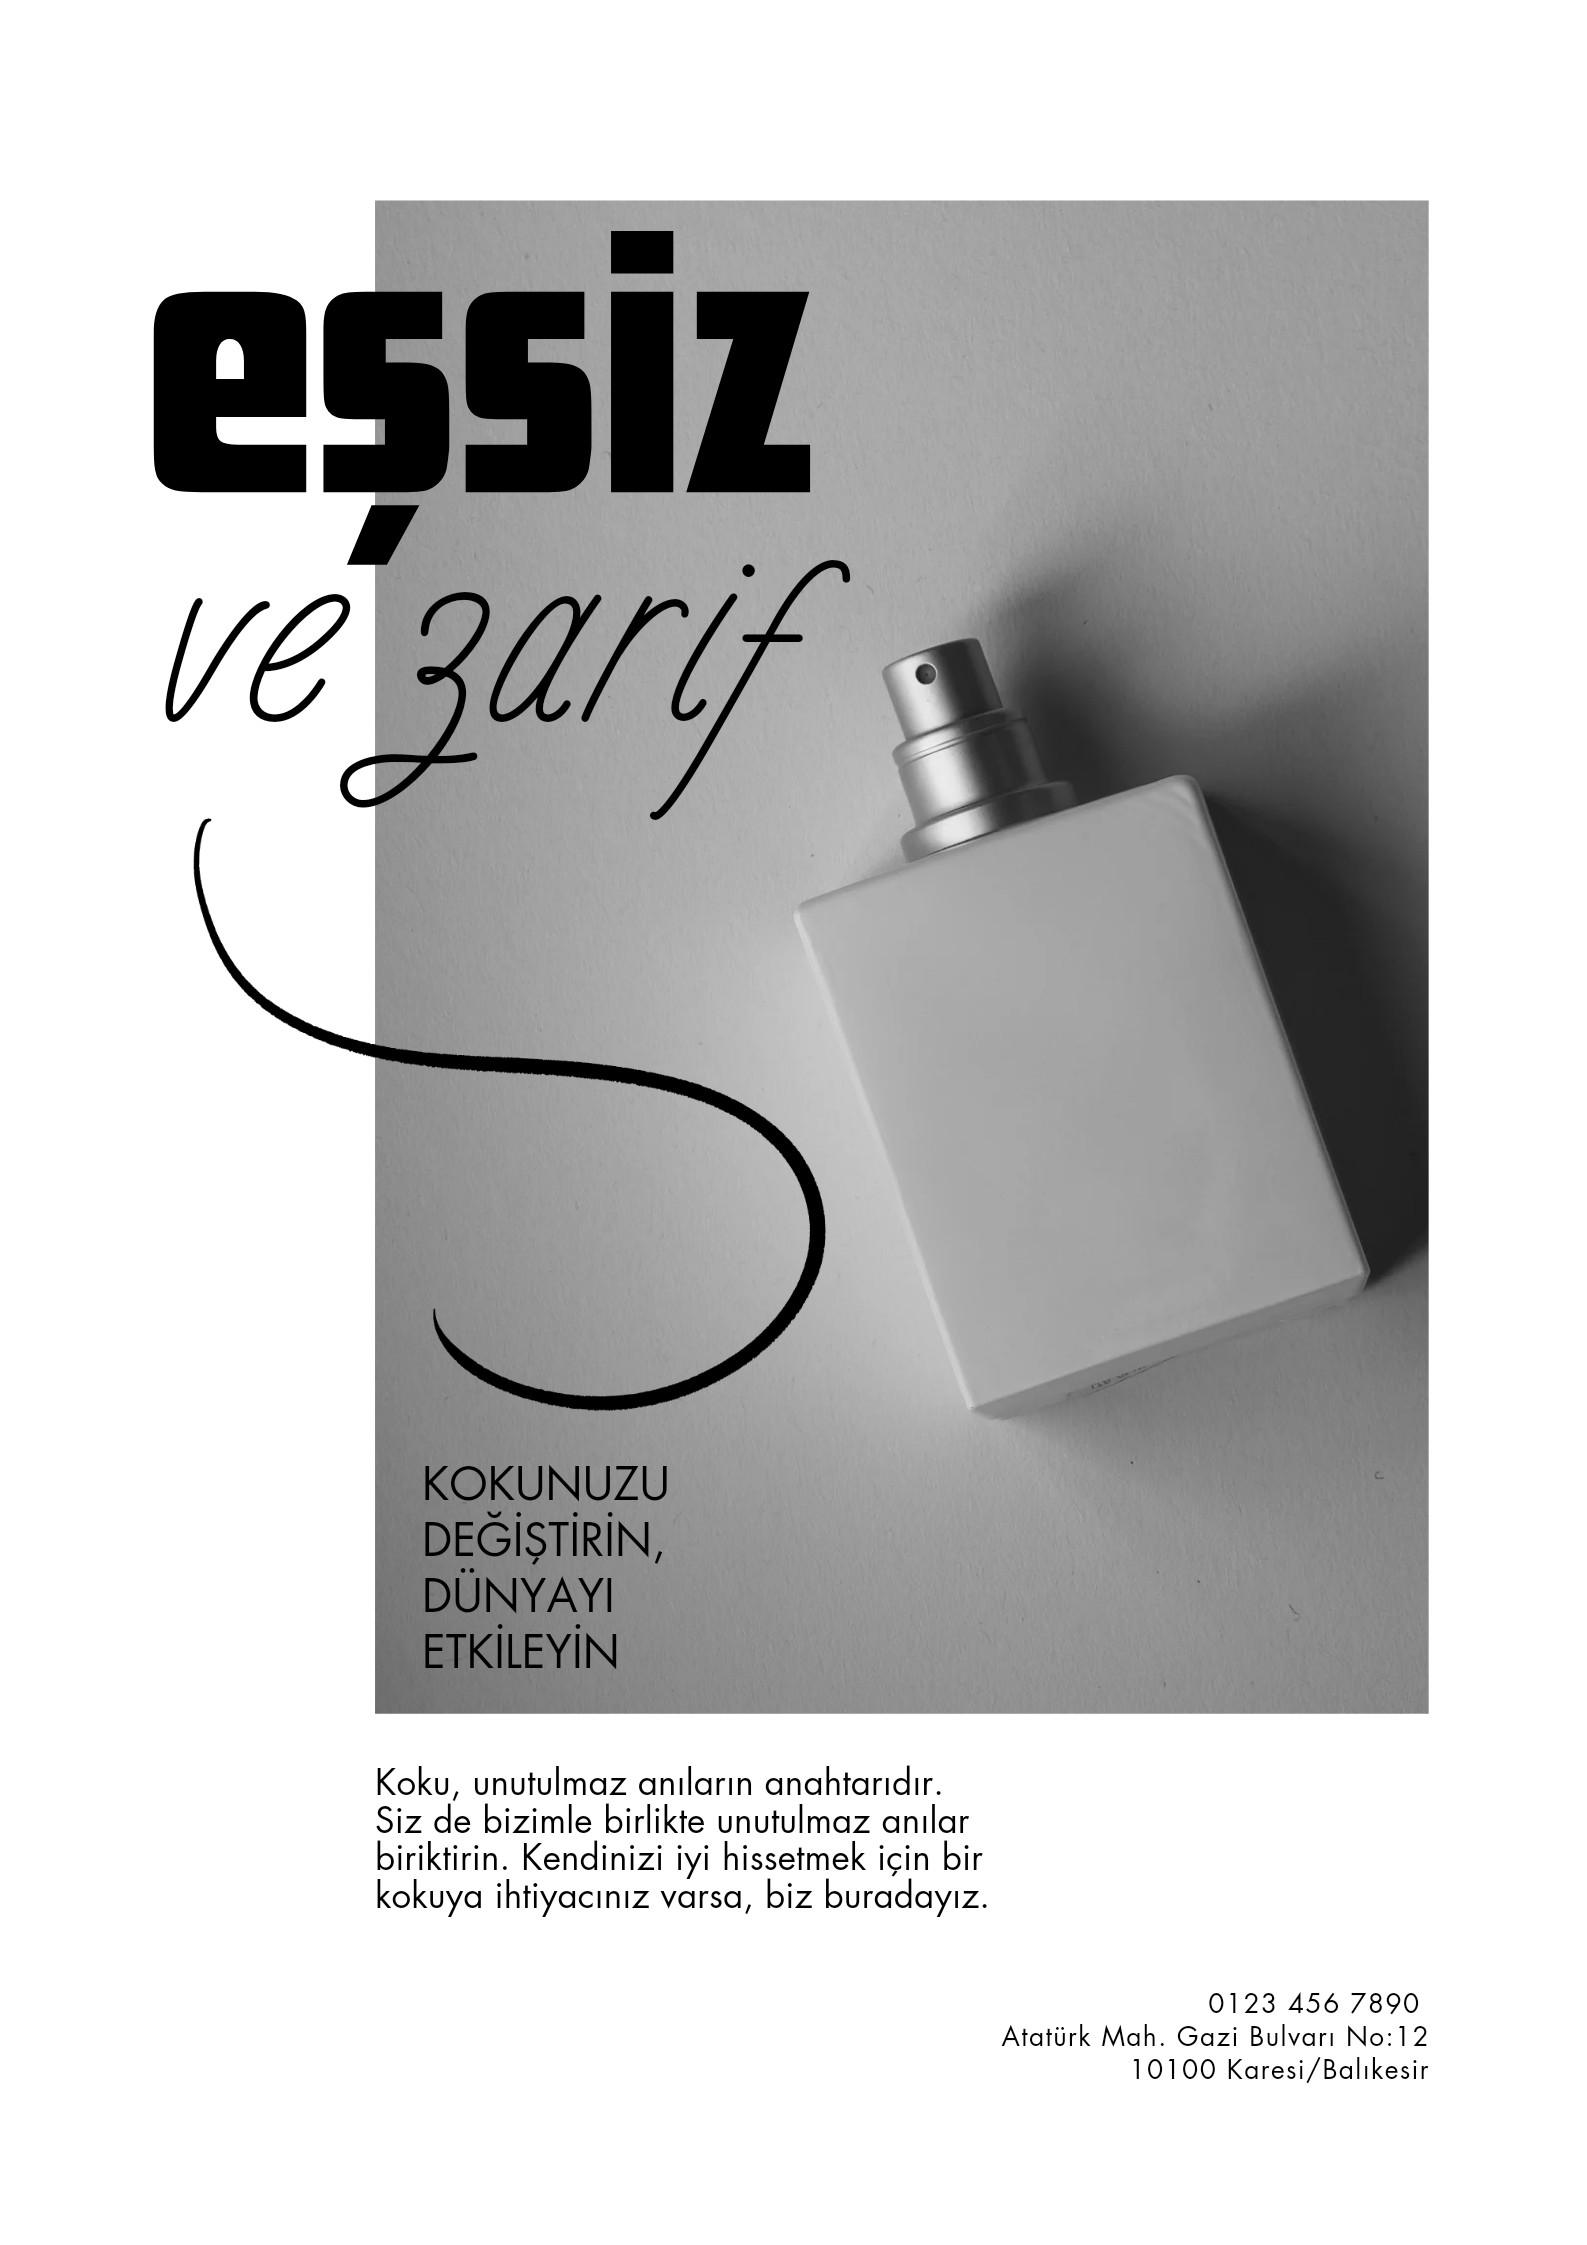 eşsiz
ve zarif
KOKUNUZU
DEĞİŞTİRİN,
DÜNYAYI
ETKİLEYİN
Koku, unutulmaz anıların anahtarıdır.
Siz de bizimle birlikte unutulmaz anılar
biriktirin. Kendinizi iyi hissetmek için bir
kokuya ihtiyacınız varsa, biz buradayız.
0123 456 7890
Atatürk Mah. Gazi Bulvarı No:12
10100 Karesi/Balıkesir